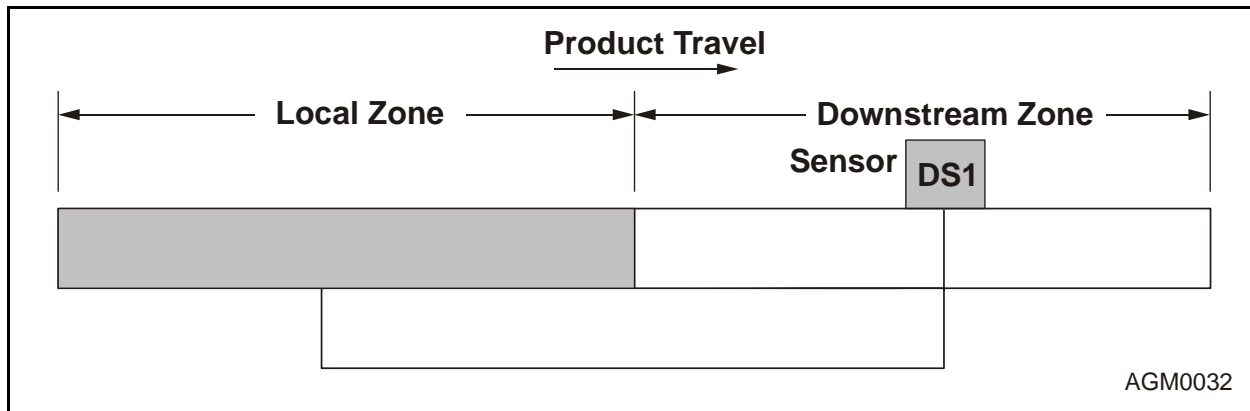 Product Travel
Local Zone
Downstream Zone
Sensor
DS1
AGM0032